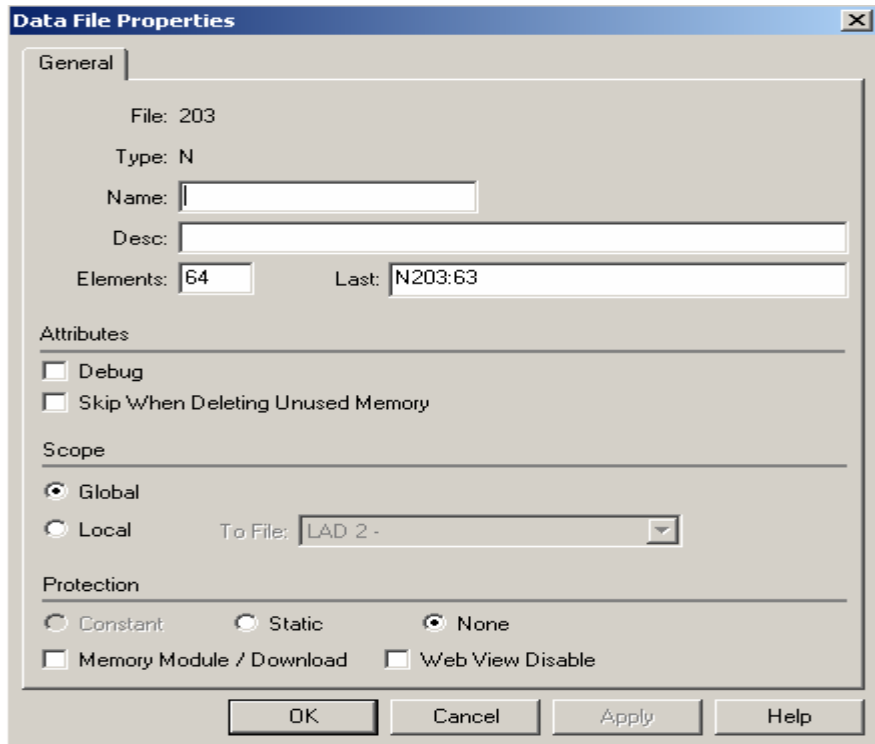 Data File Properties
General
File: 203
Type: N
Name:
Desc:
Elements: 64 Last: N203:63
Attributes
Debug
Skip When Deleting Unused Memory
Scope
Global
Local To File: LAD 2 -
Protection
Constant Static None
Memory Module / Download Web View Disable
OK Cancel Apply Help